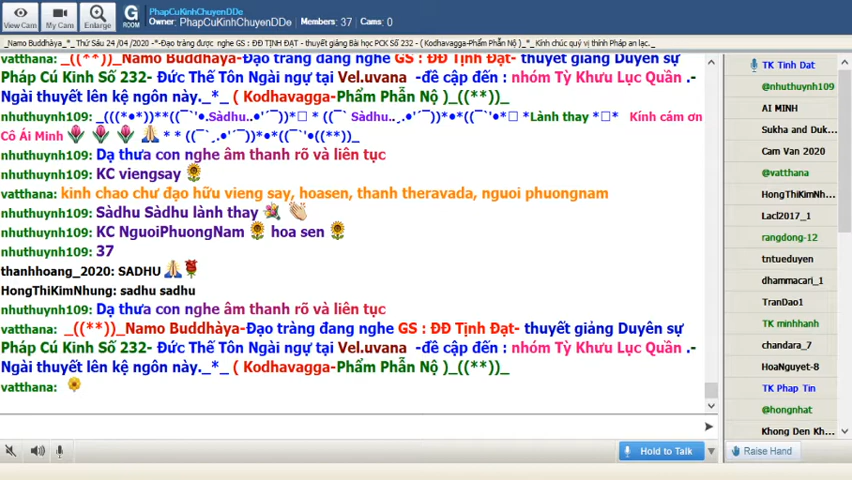 PhapCuKinhChuyenDDe
Owner: PhapCuKinhChuyenDDe Members: 37 Cams: 0
View Cam My Cam Enlarge G ROOM
_Namo Buddhàya_*_ Thứ Sáu 24 /04 /2020 -*-Đạo tràng được nghe GS : ĐĐ TỊNH ĐẠT - thuyết giảng Bài học PCK Số 232 - ( Kodhavagga-Phẩm Phẫn Nộ )_*_ Kính chúc quý vị thính Pháp an lạc._
vatthana: _((**))_Namo Buddhàya-Đạo tràng đang nghe GS : ĐĐ Tịnh Đạt- thuyết giảng Duyên sự
Pháp Cú Kinh Số 232- Đức Thế Tôn Ngài ngự tại Vel.uvana -đề cập đến : nhóm Tỳ Khưu Lục Quần .-
Ngài thuyết lên kệ ngôn này._*_ ( Kodhavagga-Phẩm Phẫn Nộ )_((**))_
nhuthuynh109: _(((•*•))**((¯`'•.Sàdhu..•'´¯))*•*□ * ((¯` Sàdhu..¸.•'´¯))*•*•((¯`'•*□ *Lành thay *□* Kính cám ơn
Cô Ái Minh * * ((¯`¸.•'´¯))*•*•((¯`'•((**))_
nhuthuynh109: Dạ thưa con nghe âm thanh rõ và liên tục
nhuthuynh109: KC viengsay
vatthana: kinh chao chư đạo hữu vieng say, hoasen, thanh theravada, nguoi phuongnam
nhuthuynh109: Sàdhu Sàdhu lành thay
nhuthuynh109: KC NguoiPhuongNam hoa sen
nhuthuynh109: 37
thanhhoang_2020: SADHU
HongThiKimNhung: sadhu sadhu
nhuthuynh109: Dạ thưa con nghe âm thanh rõ và liên tục
vatthana: _((**))_Namo Buddhàya-Đạo tràng đang nghe GS : ĐĐ Tịnh Đạt- thuyết giảng Duyên sự
Pháp Cú Kinh Số 232- Đức Thế Tôn Ngài ngự tại Vel.uvana -đề cập đến : nhóm Tỳ Khưu Lục Quần .-
Ngài thuyết lên kệ ngôn này._*_ ( Kodhavagga-Phẩm Phẫn Nộ )_((**))_
vatthana:
Hold to Talk
TK Tinh Dat
@nhuthuynh109
AI MINH
Sukha and Duk...
Cam Van 2020
@vatthana
HongThiKimNh...
Lacl2017_1
rangdong-12
tntueduyen
dhammacari_1
TranDao1
TK minhhanh
chandara_7
HoaNguyet-8
TK Phap Tin
@hongnhat
Khong Den Kh...
Raise Hand